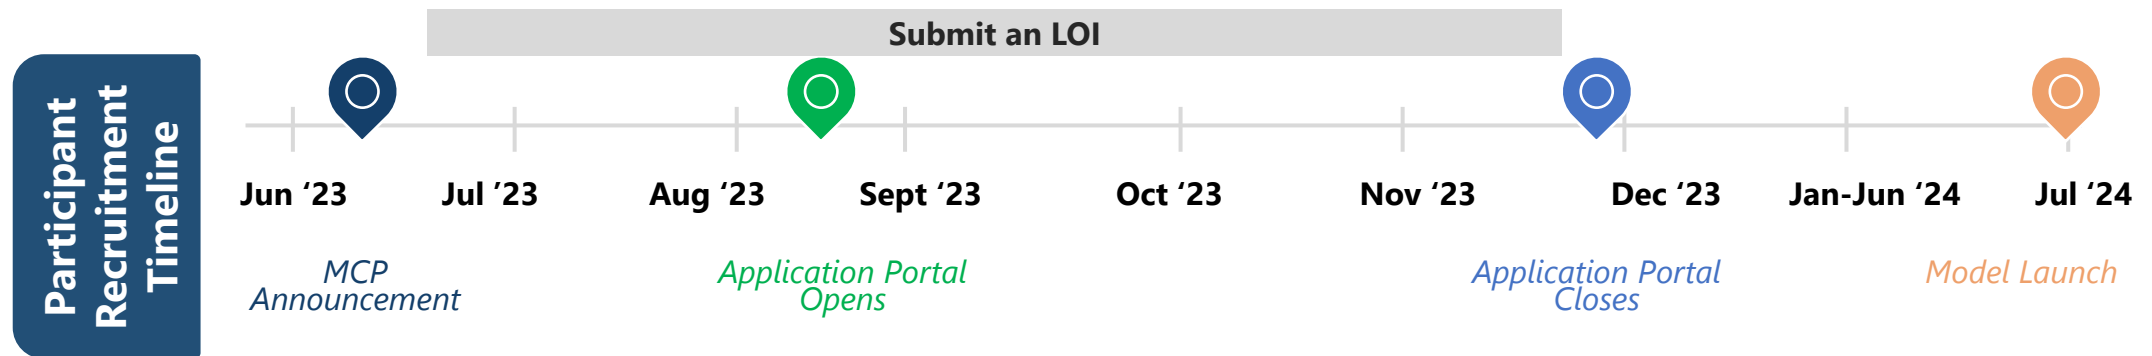 Submit an LOI
Participant
Recruitment
Timeline
Jun ‘23
Jul ’23
Aug ‘23
Sept ‘23
Oct ‘23
Nov ‘23
Dec ‘23
Jan-Jun ‘24
Jul ‘24
MCP
Announcement
Application Portal
Opens
Application Portal
Closes
Model Launch